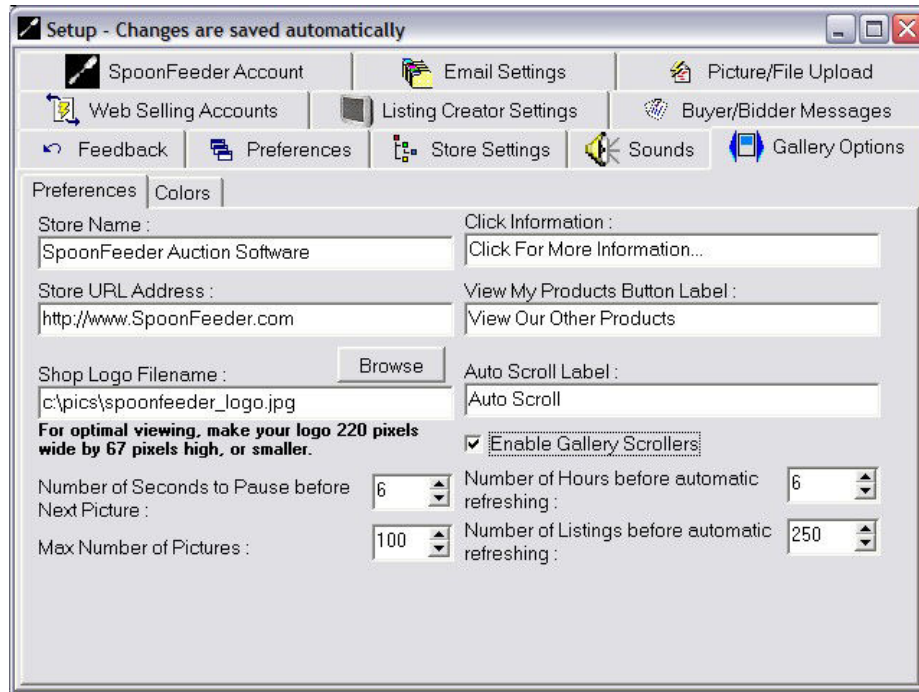 Setup - Changes are saved automatically
SpoonFeeder Account
Email Settings
Picture/File Upload
Web Selling Accounts
Listing Creator Settings
Buyer/Bidder Messages
Feedback
Preferences
Store Settings
Sounds
Gallery Options
Preferences
Colors
Store Name :
SpoonFeeder Auction Software
Store URL Address :
http://www.SpoonFeeder.com
Shop Logo Filename :
Browse
c:\pics\spoonfeeder_logo.jpg
For optimal viewing, make your logo 220 pixels
wide by 67 pixels high, or smaller.
Number of Seconds to Pause before
Next Picture :
6
Max Number of Pictures :
100
Click Information :
Click For More Information...
View My Products Button Label :
View Our Other Products
Auto Scroll Label :
Auto Scroll
Enable Gallery Scrollers
Number of Hours before automatic
refreshing :
6
Number of Listings before automatic
refreshing :
250